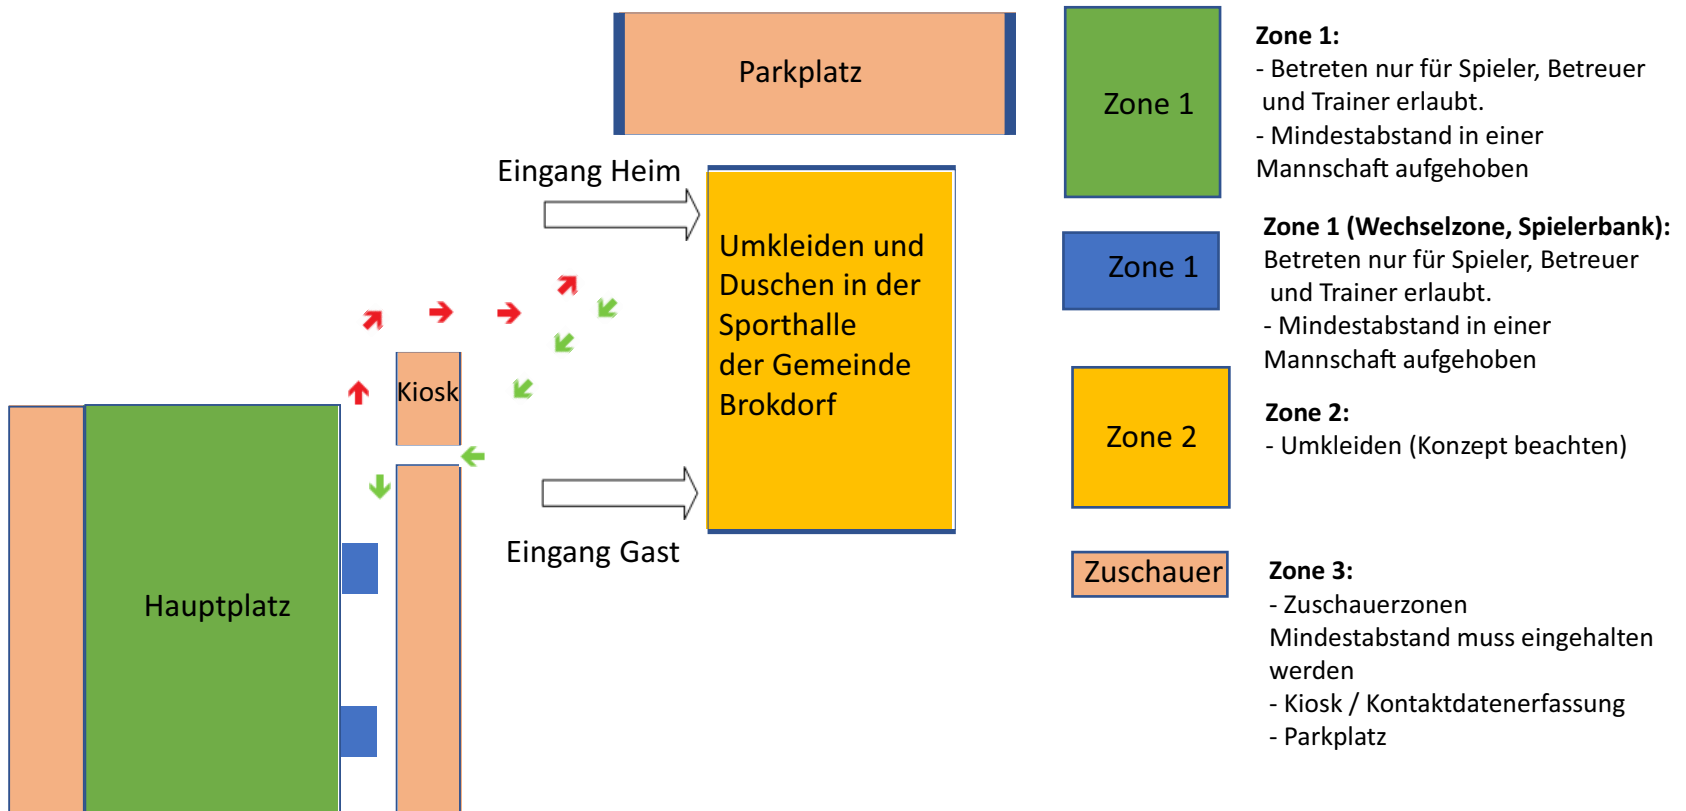 Parkplatz
Eingang Heim
Umkleiden und
Duschen in der
Sporthalle
der Gemeinde
Brokdorf
Kiosk
Eingang Gast
Hauptplatz
Zone 1
Zone 1:
- Betreten nur für Spieler, Betreuer
und Trainer erlaubt.
- Mindestabstand in einer
Mannschaft aufgehoben
Zone 1
Zone 1 (Wechselzone, Spielerbank):
Betreten nur für Spieler, Betreuer
und Trainer erlaubt.
- Mindestabstand in einer
Mannschaft aufgehoben
Zone 2
Zone 2:
- Umkleiden (Konzept beachten)
Zuschauer
Zone 3:
- Zuschauerzonen
Mindestabstand muss eingehalten
werden
- Kiosk / Kontaktdatenerfassung
- Parkplatz